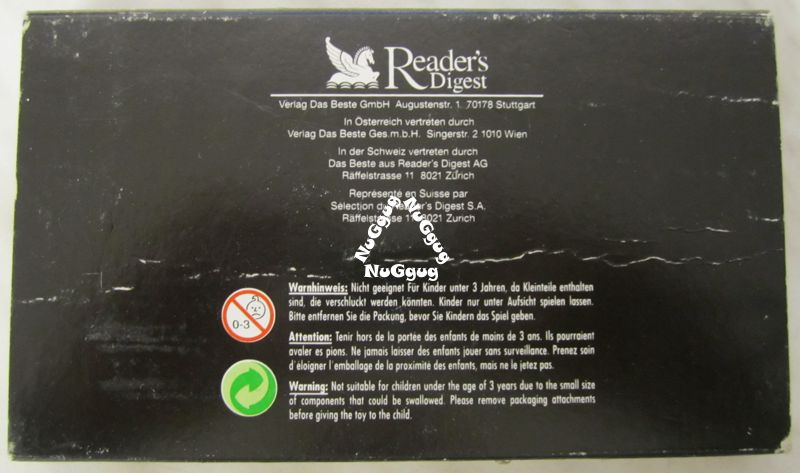 Reader's
Digest
Verlag Das Beste GmbH Augustenstr. 1 70178 Stuttgart
In Österreich vertreten durch
Verlag Das Beste Ges.m.b.H. Singerstr. 2 1010 Wien
In der Schweiz vertreten durch
Das Beste aus Reader's Digest AG
Räffelstrasse 11 8021 Zürich
Représenté en Suisse par
Sélection du Reader's Digest S.A.
Räffelstrasse 11 8021 Zurich
NuGgug
NuGgug
NuGgug
Warnhinweis: Nicht geeignet Für Kinder unter 3 Jahren, da Kleinteile enthalten
sind, die verschluckt werden könnten. Kinder nur unter Aufsicht spielen lassen.
Bitte entfernen Sie die Packung, bevor Sie Kindern das Spiel geben.
0-3
Attention: Tenir hors de la portée des enfants de moins de 3 ans. Ils pourraient
avaler es pions. Ne jamais laisser des enfants jouer sans surveillance. Prenez soin
d'éloigner l'emballage de la proximité des enfants, mais ne le jetez pas.
Warning: Not suitable for children under the age of 3 years due to the small size
of components that could be swallowed. Please remove packaging attachments
before giving the toy to the child.